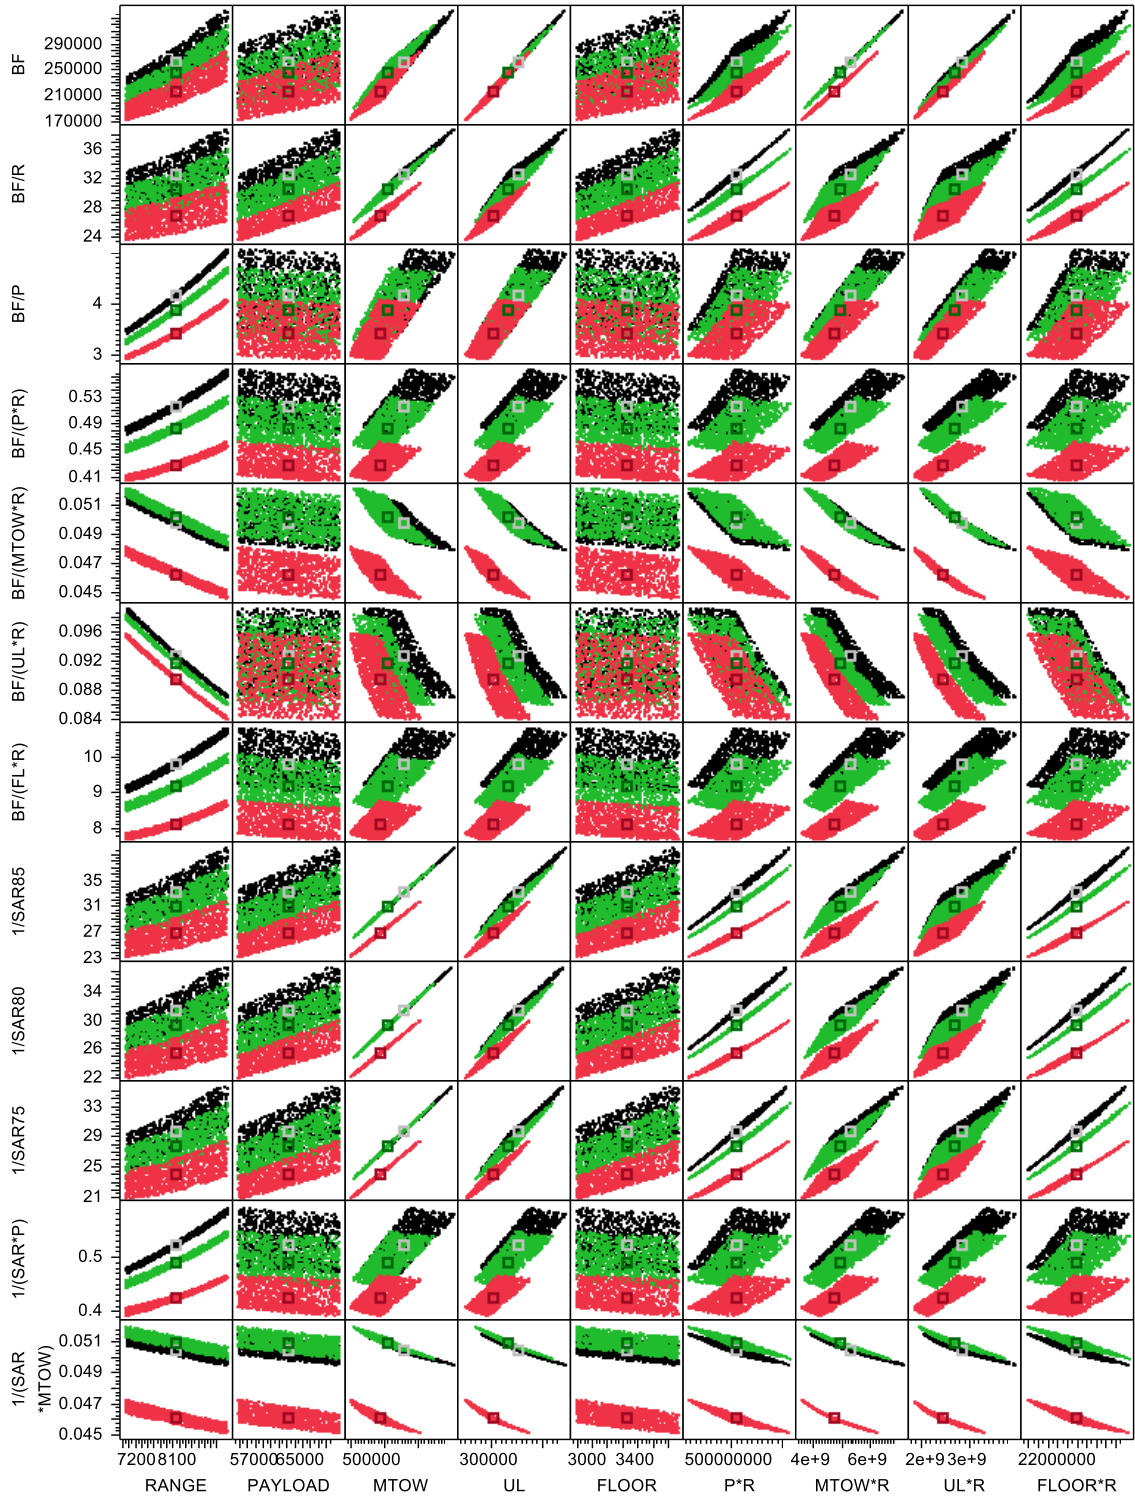 BF
290000
250000
210000
170000
BF/R
36
32
28
24
BF/P
4
3
BF/(P*R)
0.53
0.49
0.45
0.41
BF/(MTOW*R)
0.051
0.049
0.047
0.045
BF/(UL*R)
0.096
0.092
0.088
0.084
BF/(FL*R)
10
9
8
1/SAR85
35
31
27
23
1/SAR80
34
30
26
22
1/SAR75
33
29
25
21
1/(SAR*P)
0.5
0.4
1/(SAR
*MTOW)
0.051
0.049
0.047
0.045
7200 8100 57000 65000 500000 300000 3000 3400 500000000 4e+9 6e+9 2e+9 3e+9 22000000
RANGE PAYLOAD MTOW UL FLOOR P*R MTOW*R UL*R FLOOR*R